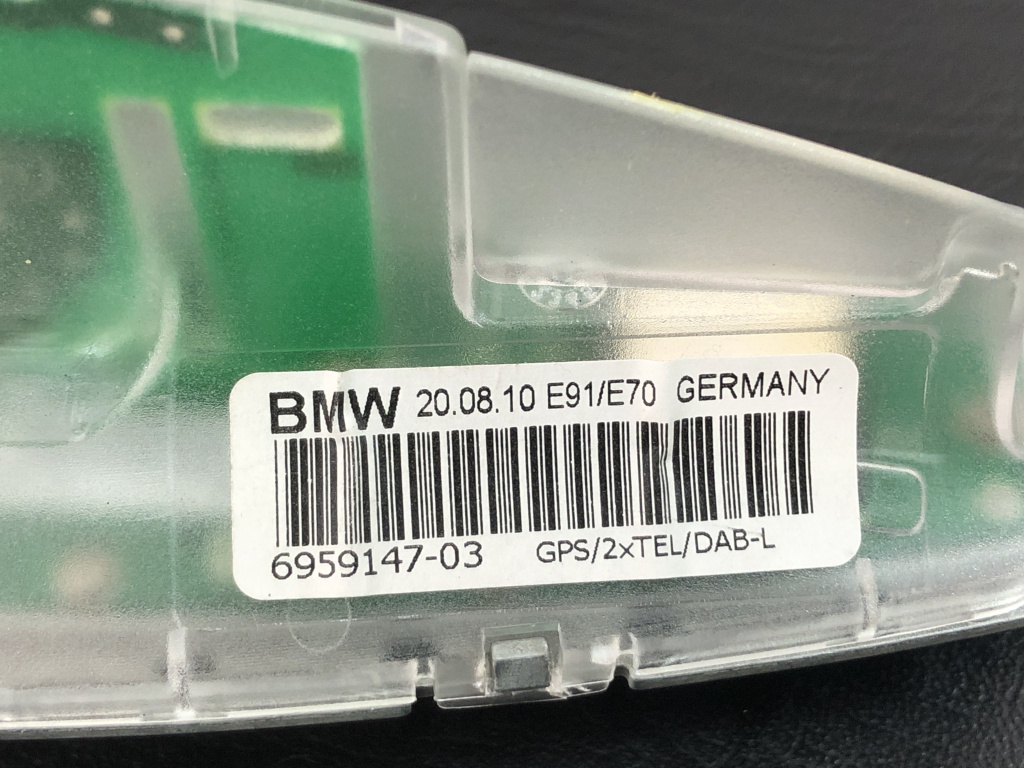 BMW 20.08.10 E91/E70 GERMANY
6959147-03 GPS/2xTEL/DAB-L